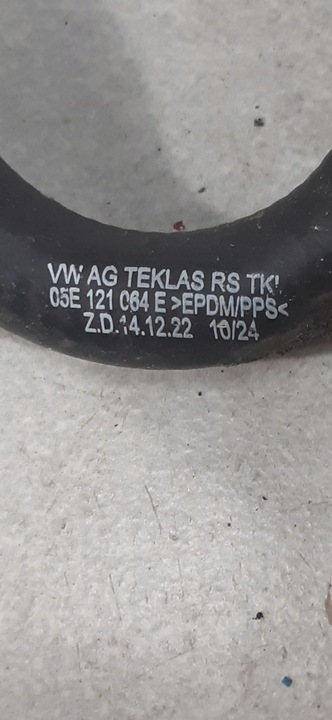 VW AG TEKLAS RS TK
05E 121 064 E >EPDM/PPS<
Z.D.14.12.22 10/24